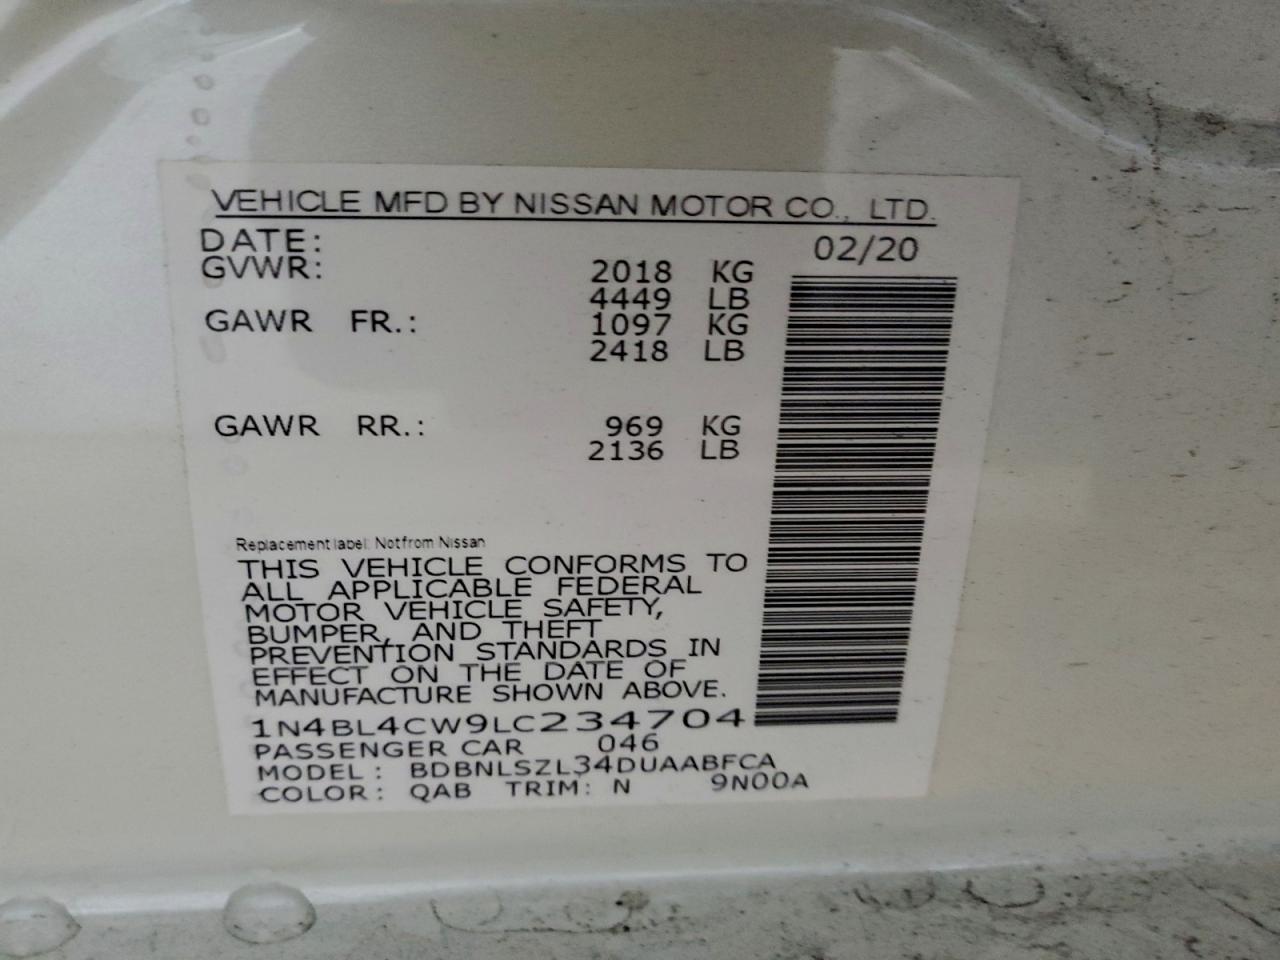 VEHICLE MFD BY NISSAN MOTOR CO., LTD.
DATE: 02/20
GVWR: 2018 KG
4449 LB
GAWR FR.: 1097 KG
2418 LB
GAWR RR.: 969 KG
2136 LB
Replacement label: Not from Nissan
THIS VEHICLE CONFORMS TO
ALL APPLICABLE FEDERAL
MOTOR VEHICLE SAFETY,
BUMPER, AND THEFT
PREVENTION STANDARDS IN
EFFECT ON THE DATE OF
MANUFACTURE SHOWN ABOVE.
1N4BL4CW9LC234704
PASSENGER CAR 046
MODEL: BDBNLSZL34DUAABFCA
COLOR: QAB TRIM: N 9N00A